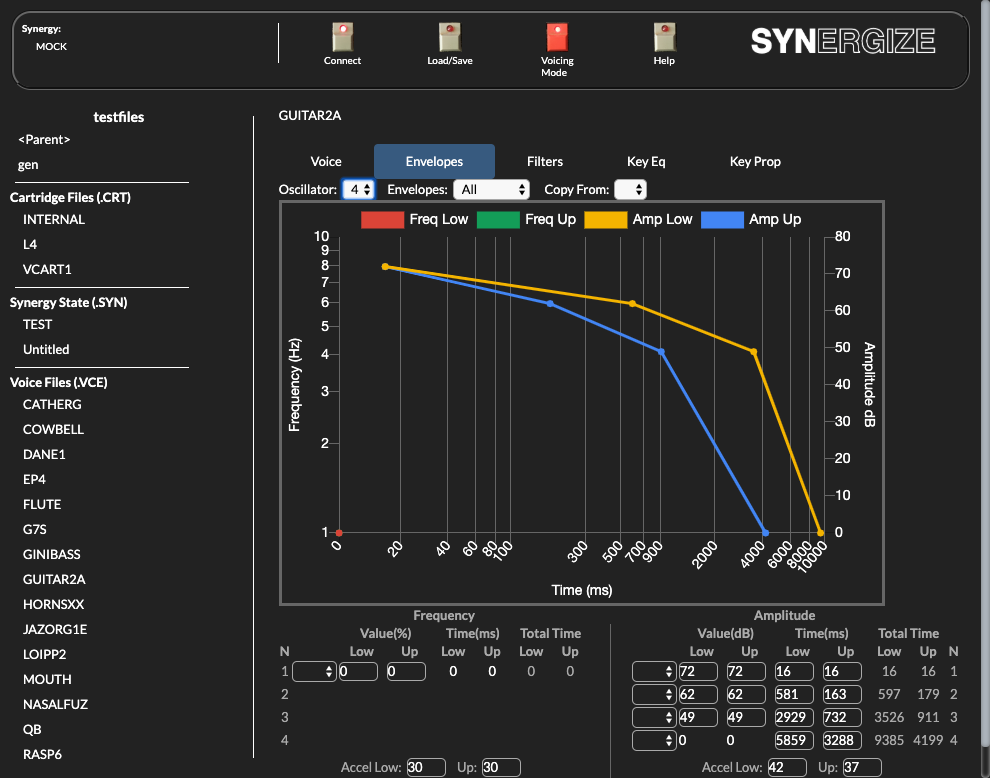 Synergy:
MOCK
Connect
Load/Save
Voicing
Mode
Help
SYNERGIZE
testfiles
<Parent>
gen
Cartridge Files (.CRT)
INTERNAL
L4
VCART1
Synergy State (.SYN)
TEST
Untitled
Voice Files (.VCE)
CATHERG
COWBELL
DANE1
EP4
FLUTE
G7S
GINIBASS
GUITAR2A
HORNSXX
JAZORG1E
LOIPP2
MOUTH
NASALFUZ
QB
RASP6
GUITAR2A
Voice Envelopes Filters Key Eq Key Prop
Oscillator: 4 Envelopes: All Copy From:
Freq Low Freq Up Amp Low Amp Up
10
9
8
7
6
5
4
3
2
1
Frequency (Hz)
80
70
60
50
40
30
20
10
0
Amplitude dB
0 20 40 60 80 100 300 500 700 900 2000 4000 6000 8000 10000
Time (ms)
Frequency
Value(%) Time(ms) Total Time
N Low Up Low Up Low Up
1 0 0 0 0 0 0
2
3
4
Accel Low: 30 Up: 30
Amplitude
Value(dB) Time(ms) Total Time
Low Up Low Up Low Up N
72 72 16 16 16 16 1
62 62 581 163 597 179 2
49 49 2929 732 3526 911 3
0 0 5859 3288 9385 4199 4
Accel Low: 42 Up: 37